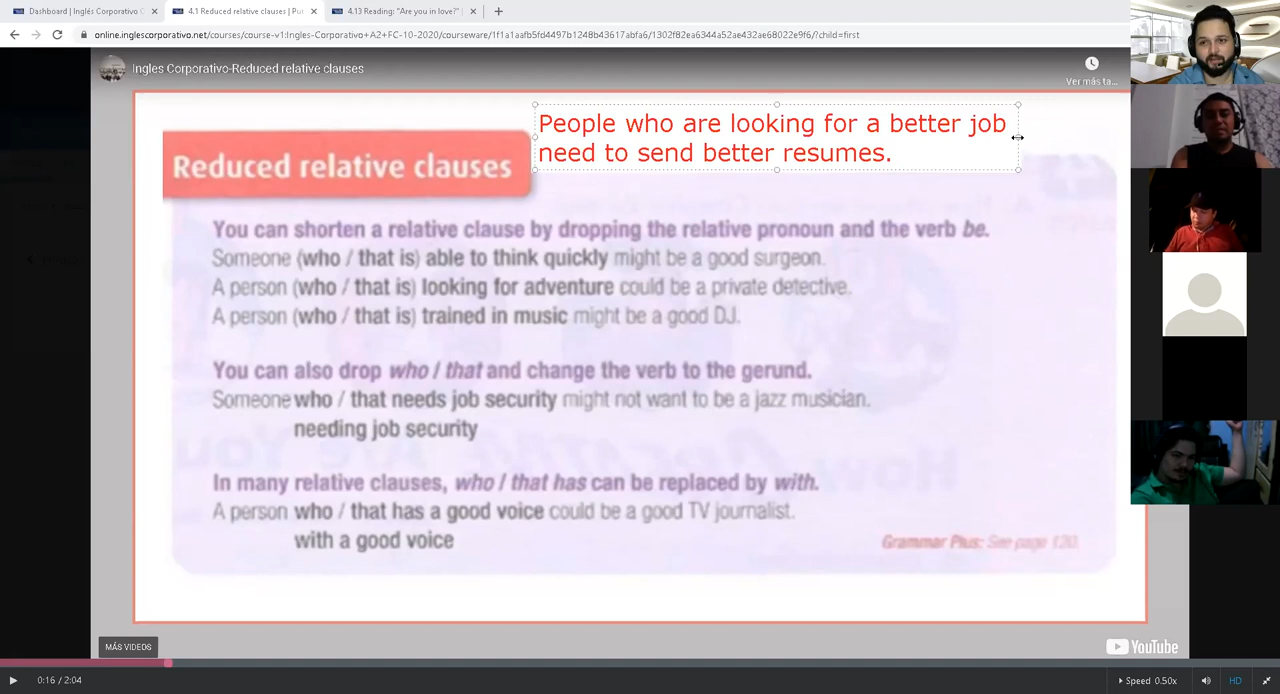 Dashboard | Inglés Corporativo
4.1 Reduced relative clauses | Pu
4.13 Reading: "Are you in love?" |
online.inglescorporativo.net/courses/course-v1:Ingles-Corporativo+A2+FC-10-2020/
/1302f82ea6344a52ae432ae68022e9f6/?child=first
Ingles Corporativo-Reduced relative clauses
Ver más ta...
People who are looking for a better job
need to send better resumes.
Reduced relative clauses
You can shorten a relative clause by dropping the relative pronoun and the verb be.
Someone (who / that is) able to think quickly might be a good surgeon.
A person (who / that is) looking for adventure could be a private detective.
A person (who / that is) trained in music might be a good DJ.
You can also drop who / that and change the verb to the gerund.
Someone who / that needs job security might not want to be a jazz musician.
needing job security
In many relative clauses, who / that has can be replaced by with.
A person who / that has a good voice could be a good TV journalist.
with a good voice
Grammar Plus: See page 120.
MÁS VIDEOS
YouTube
0:16 / 2:04
Speed 0.50x
HD